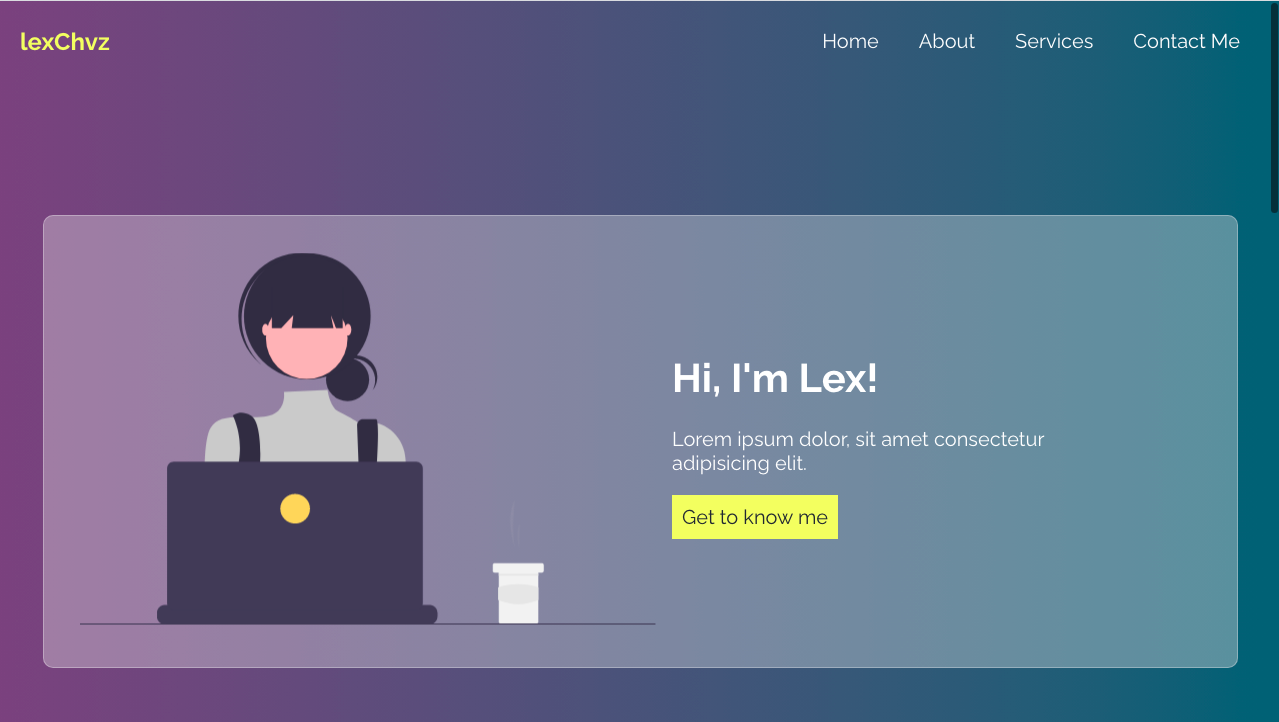 lexChvz
Home About Services Contact Me
Hi, I'm Lex!
Lorem ipsum dolor, sit amet consectetur
adipisicing elit.
Get to know me